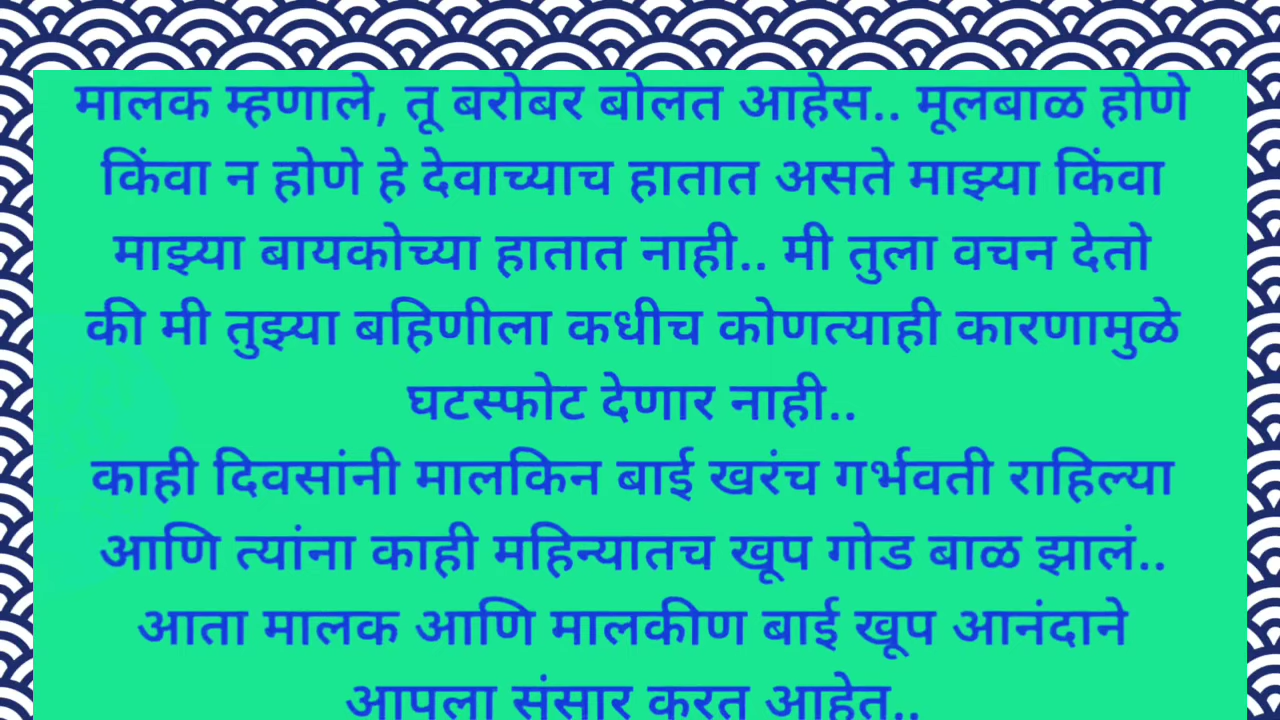 मालक म्हणाले, तू बरोबर बोलत आहेस.. मूलबाळ होणे
किंवा न होणे हे देवाच्याच हातात असते माझ्या किंवा
माझ्या बायकोच्या हातात नाही.. मी तुला वचन देतो
की मी तुझ्या बहिणीला कधीच कोणत्याही कारणामुळे
घटस्फोट देणार नाही..
काही दिवसांनी मालकिन बाई खरंच गर्भवती राहिल्या
आणि त्यांना काही महिन्यातच खूप गोड बाळ झालं..
आता मालक आणि मालकीण बाई खूप आनंदाने
आपला संसार करत आहेत..